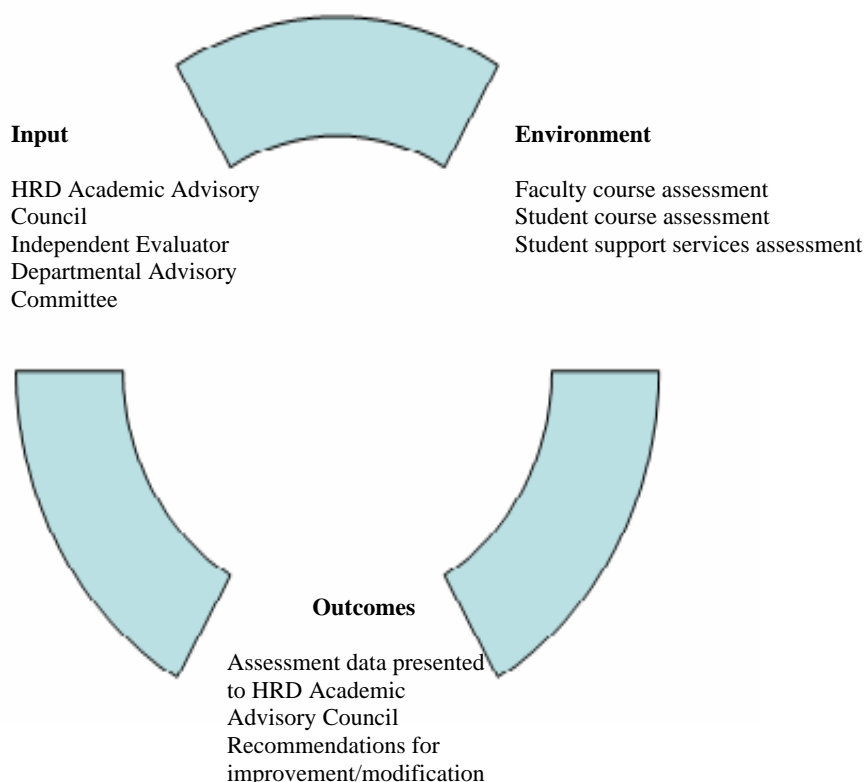 Input
HRD Academic Advisory
Council
Independent Evaluator
Departmental Advisory
Committee
Environment
Faculty course assessment
Student course assessment
Student support services assessment
Outcomes
Assessment data presented
to HRD Academic
Advisory Council
Recommendations for
improvement/modification